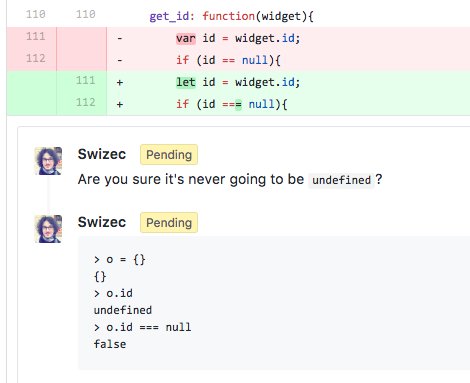 110 110 get_id: function(widget){
111 - var id = widget.id;
112 - if (id == null){
111 + let id = widget.id;
112 + if (id === null){
Swizec Pending
Are you sure it's never going to be undefined?
Swizec Pending
> o = {}
{}
> o.id
undefined
> o.id === null
false